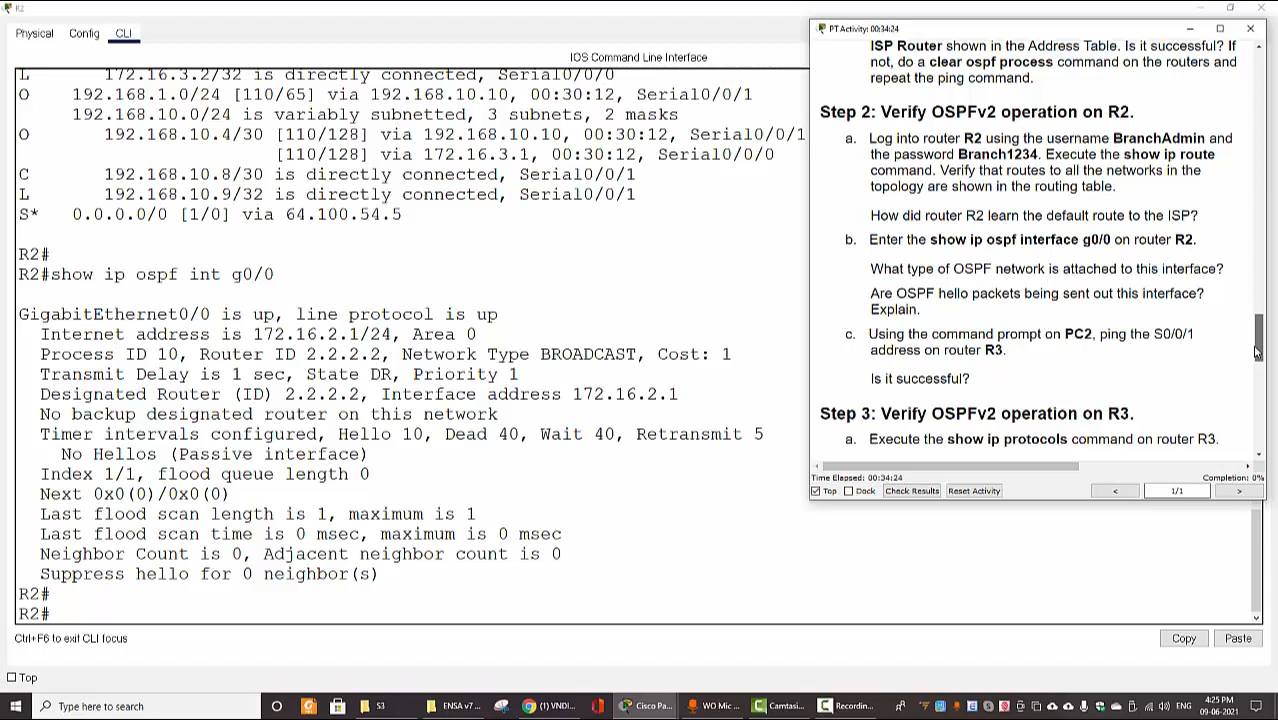 R2
Physical Config CLI
IOS Command Line Interface
L 172.16.3.2/32 is directly connected, Serial0/0/0
O 192.168.1.0/24 [110/65] via 192.168.10.10, 00:30:12, Serial0/0/1
192.168.10.0/24 is variably subnetted, 3 subnets, 2 masks
O 192.168.10.4/30 [110/128] via 192.168.10.10, 00:30:12, Serial0/0/1
[110/128] via 172.16.3.1, 00:30:12, Serial0/0/0
C 192.168.10.8/30 is directly connected, Serial0/0/1
L 192.168.10.9/32 is directly connected, Serial0/0/1
S* 0.0.0.0/0 [1/0] via 64.100.54.5
R2#
R2#show ip ospf int g0/0
GigabitEthernet0/0 is up, line protocol is up
Internet address is 172.16.2.1/24, Area 0
Process ID 10, Router ID 2.2.2.2, Network Type BROADCAST, Cost: 1
Transmit Delay is 1 sec, State DR, Priority 1
Designated Router (ID) 2.2.2.2, Interface address 172.16.2.1
No backup designated router on this network
Timer intervals configured, Hello 10, Dead 40, Wait 40, Retransmit 5
No Hellos (Passive interface)
Index 1/1, flood queue length 0
Next 0x0(0)/0x0(0)
Last flood scan length is 1, maximum is 1
Last flood scan time is 0 msec, maximum is 0 msec
Neighbor Count is 0, Adjacent neighbor count is 0
Suppress hello for 0 neighbor(s)
R2#
R2#
Ctrl+F6 to exit CLI focus
Copy Paste
Top
PT Activity: 00:34:24
ISP Router shown in the Address Table. Is it successful? If
not, do a clear ospf process command on the routers and
repeat the ping command.
Step 2: Verify OSPFv2 operation on R2.
a. Log into router R2 using the username BranchAdmin and
the password Branch1234. Execute the show ip route
command. Verify that routes to all the networks in the
topology are shown in the routing table.
How did router R2 learn the default route to the ISP?
b. Enter the show ip ospf interface g0/0 on router R2.
What type of OSPF network is attached to this interface?
Are OSPF hello packets being sent out this interface?
Explain.
c. Using the command prompt on PC2, ping the S0/0/1
address on router R3.
Is it successful?
Step 3: Verify OSPFv2 operation on R3.
a. Execute the show ip protocols command on router R3.
Time Elapsed: 00:34:24 Completion: 0%
Top Dock Check Results Reset Activity < 1/1 >
Type here to search
S3
ENSA v7 ...
(1) VNDI...
Cisco Pa...
WO Mic ...
Camtasi...
Recordin...
ENG
4:25 PM
09-06-2021